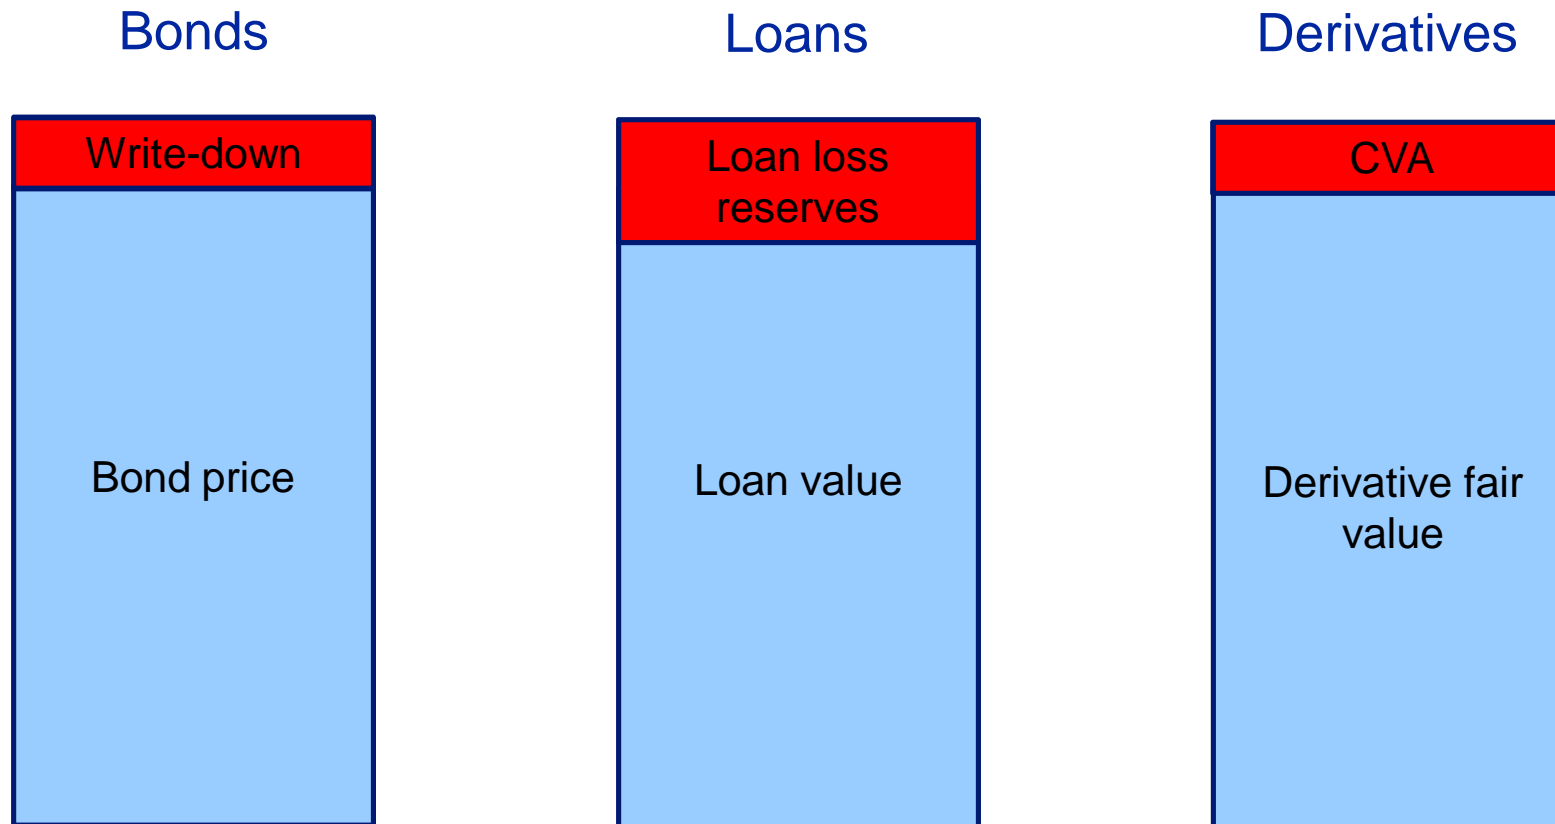 Bonds
Loans
Derivatives
Write-down
Loan loss
reserves
CVA
Bond price
Loan value
Derivative fair
value